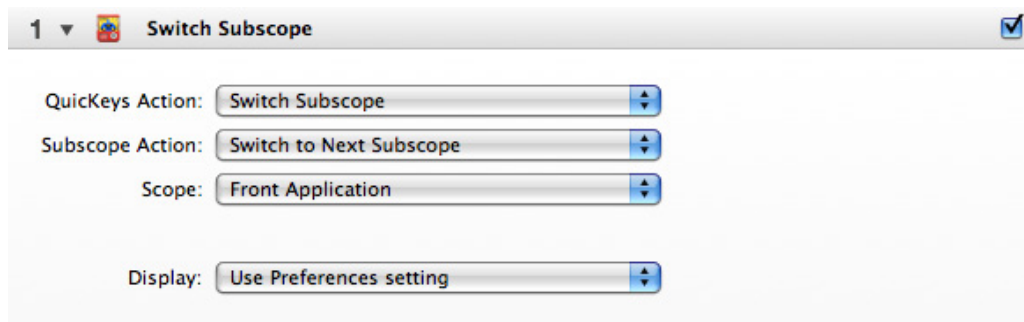 1 Switch Subscope
QuicKeys Action: Switch Subscope
Subscope Action: Switch to Next Subscope
Scope: Front Application
Display: Use Preferences setting